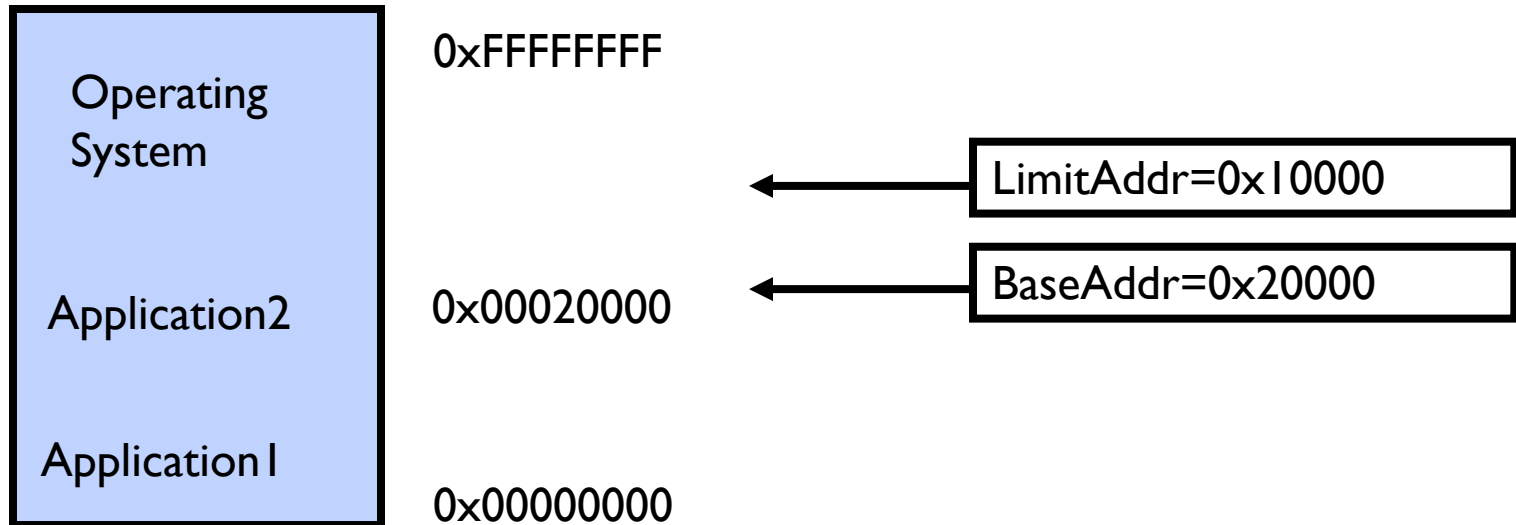 0xFFFFFFFF
Operating
System
LimitAddr=0x10000
BaseAddr=0x20000
Application2
0x00020000
Application1
0x00000000